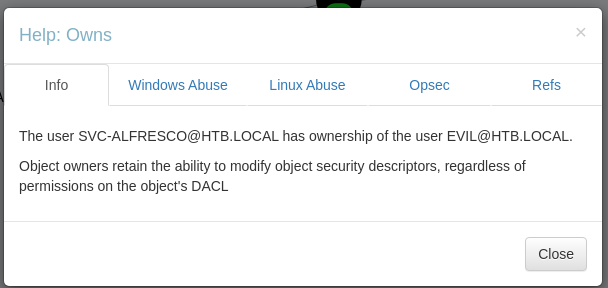 Help: Owns
×
Info
Windows Abuse
Linux Abuse
Opsec
Refs
The user SVC-ALFRESCO@HTB.LOCAL has ownership of the user EVIL@HTB.LOCAL.
Object owners retain the ability to modify object security descriptors, regardless of
permissions on the object's DACL
Close